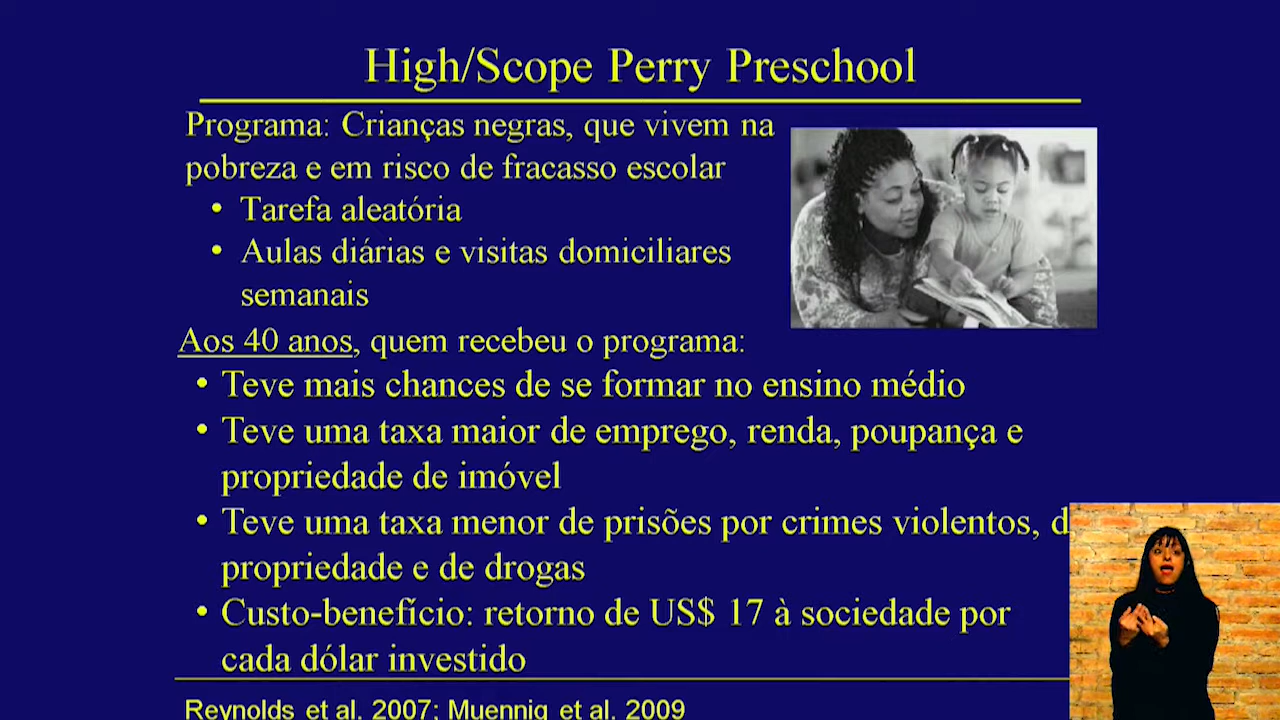 High/Scope Perry Preschool
Programa: Crianças negras, que vivem na
pobreza e em risco de fracasso escolar
• Tarefa aleatória
• Aulas diárias e visitas domiciliares
semanais
Aos 40 anos, quem recebeu o programa:
• Teve mais chances de se formar no ensino médio
• Teve uma taxa maior de emprego, renda, poupança e
propriedade de imóvel
• Teve uma taxa menor de prisões por crimes violentos,
propriedade e de drogas
• Custo-benefício: retorno de US$ 17 à sociedade por
cada dólar investido
Reynolds et al. 2007; Muennig et al. 2009